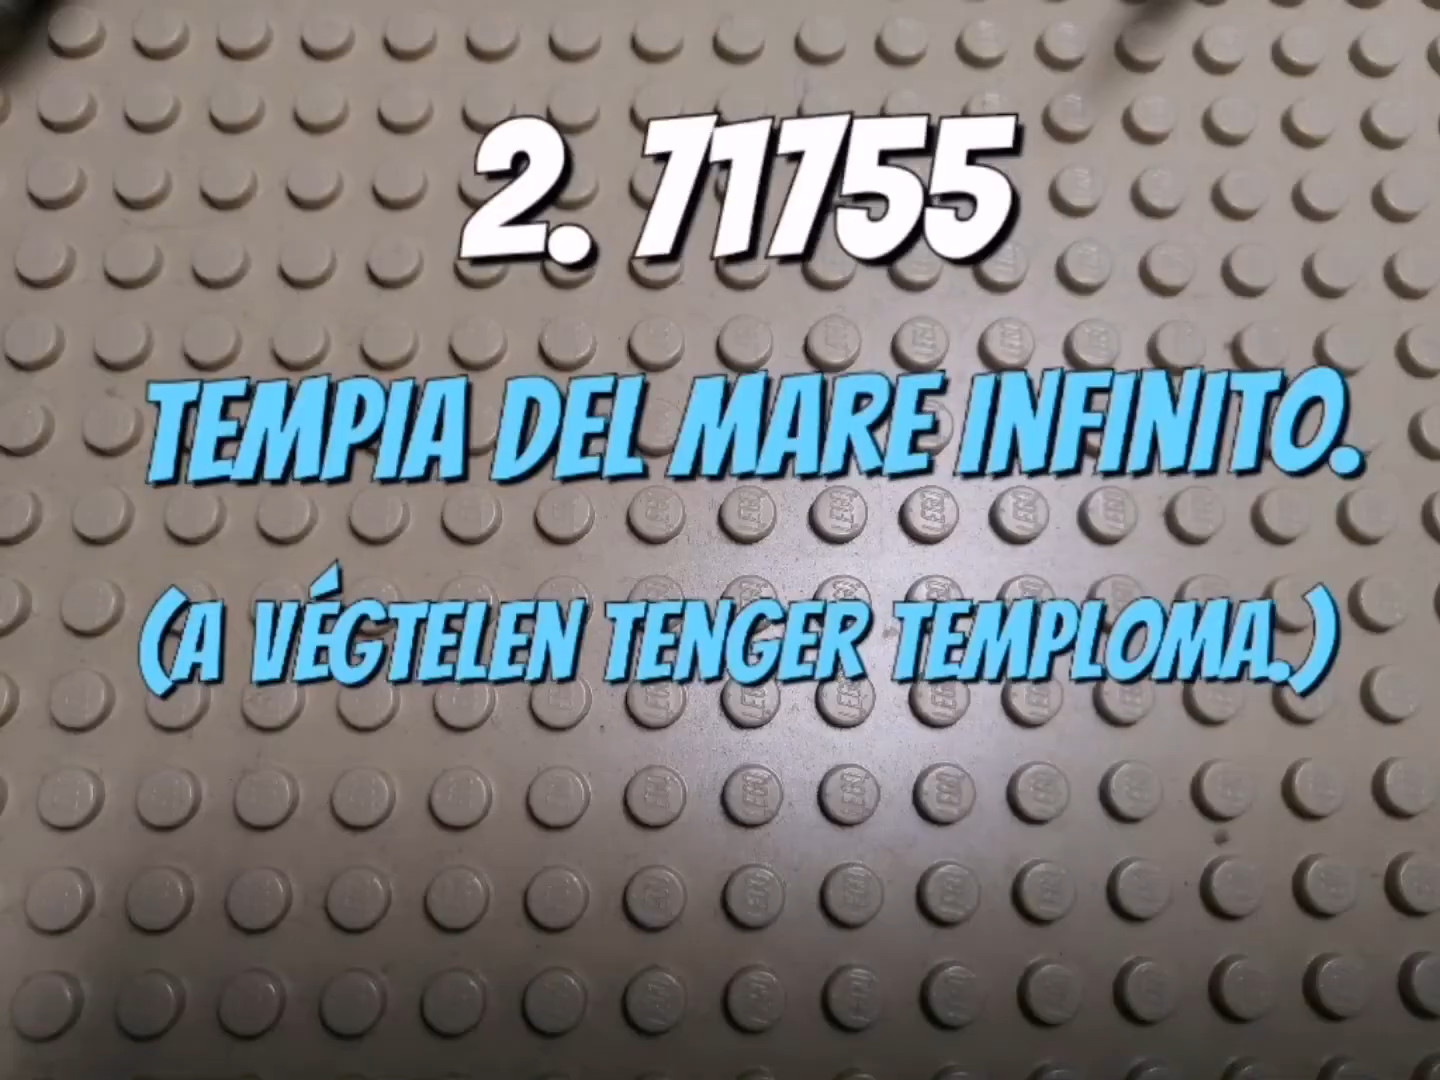 2. 71755
TEMPIA DEL MARE INFINITO.
(A VÉGTELEN TENGER TEMPLOMA.)